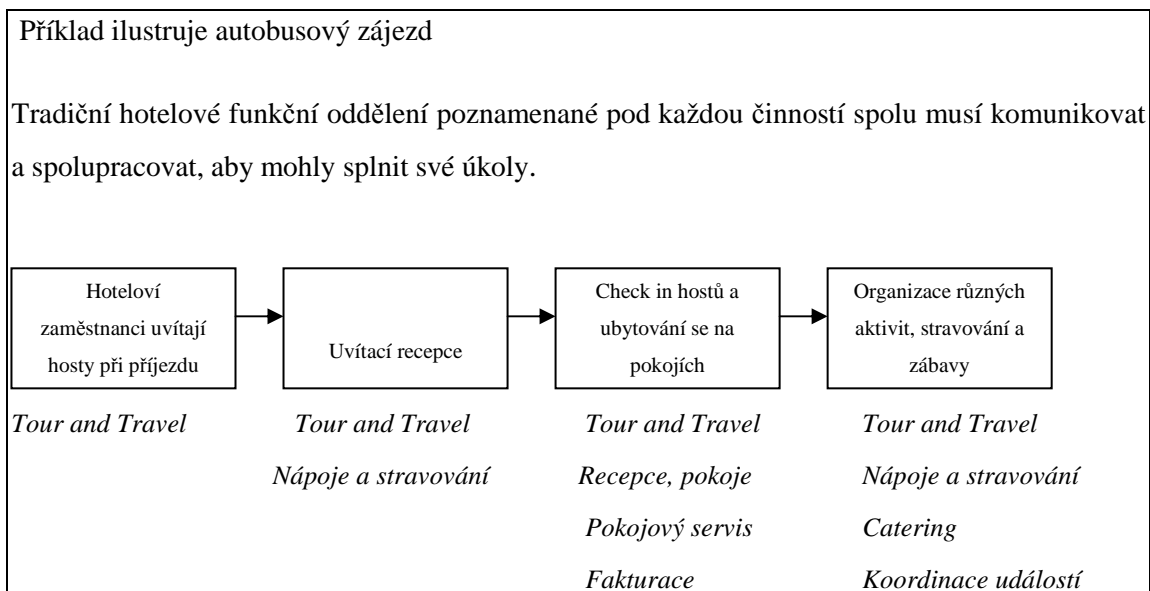 Příklad ilustruje autobusový zájezd
Tradiční hotelové funkční oddělení poznamenané pod každou činností spolu musí komunikovat
a spolupracovat, aby mohly splnit své úkoly.
Hoteloví
zaměstnanci uvítají
hosty při příjezdu
Uvítací recepce
Check in hostů a
ubytování se na
pokojích
Organizace různých
aktivit, stravování a
zábavy
Tour and Travel
Tour and Travel
Nápoje a stravování
Tour and Travel
Recepce, pokoje
Pokojový servis
Fakturace
Tour and Travel
Nápoje a stravování
Catering
Koordinace událostí